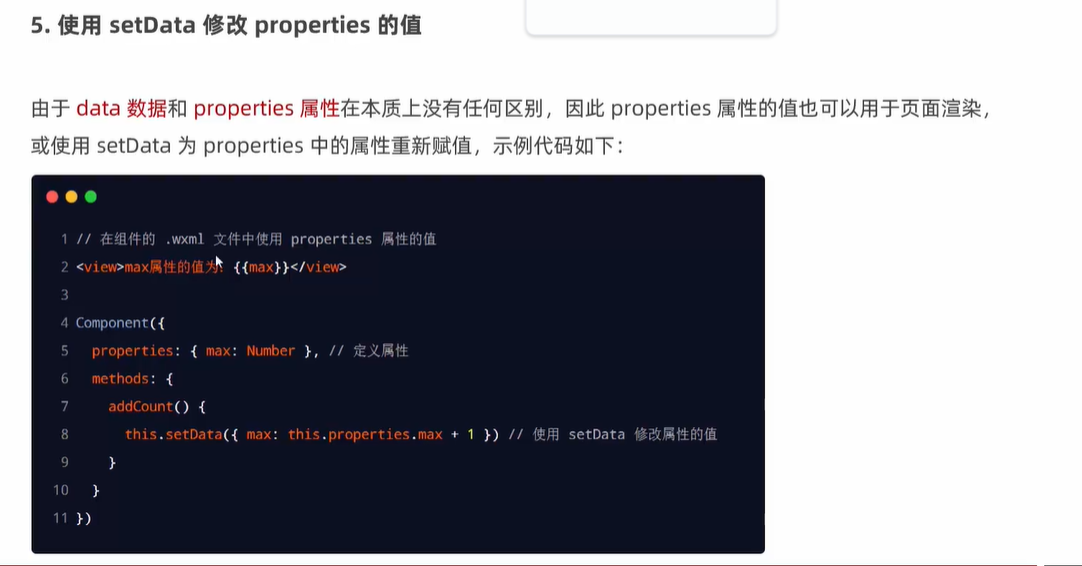 5. 使用 setData 修改 properties 的值
由于 data 数据和 properties 属性在本质上没有任何区别，因此 properties 属性的值也可以用于页面渲染，
或使用 setData 为 properties 中的属性重新赋值，示例代码如下：
1 // 在组件的 .wxml 文件中使用 properties 属性的值
2 <view>max属性的值为：{{max}}</view>
3
4 Component({
5   properties: { max: Number }, // 定义属性
6   methods: {
7     addCount() {
8       this.setData({ max: this.properties.max + 1 }) // 使用 setData 修改属性的值
9     }
10   }
11 })